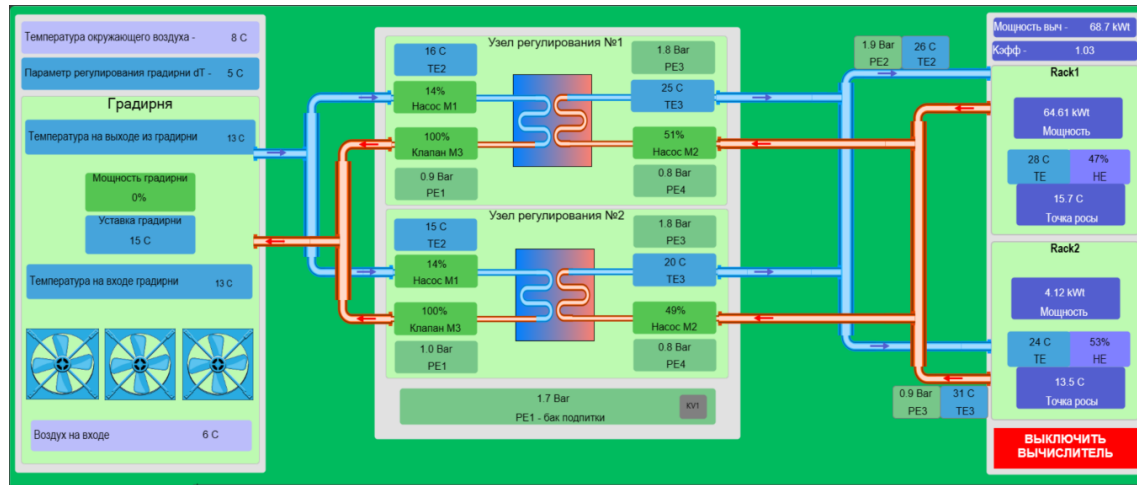 Температура окружающего воздуха - 8 C
Параметр регулирования градирни dT - 5 C
Градирня
Температура на выходе из градирни 13 C
Мощность градирни
0%
Уставка градирни
15 C
Температура на входе градирни 13 C
Воздух на входе 6 C
Узел регулирования №1
16 C
TE2
1.8 Bar
PE3
14%
Насос М1
25 C
TE3
100%
Клапан М3
51%
Насос М2
0.9 Bar
PE1
0.8 Bar
PE4
Узел регулирования №2
15 C
TE2
1.8 Bar
PE3
14%
Насос М1
20 C
TE3
100%
Клапан М3
49%
Насос М2
1.0 Bar
PE1
0.8 Bar
PE4
1.7 Bar
PE1 - бак подпитки
КУ1
1.9 Bar
PE2
26 C
TE2
0.9 Bar
PE3
31 C
TE3
Мощность выч - 68.7 kWt
Кэфф - 1.03
Rack1
64.61 kWt
Мощность
28 C
TE
47%
HE
15.7 C
Точка росы
Rack2
4.12 kWt
Мощность
24 C
TE
53%
HE
13.5 C
Точка росы
ВЫКЛЮЧИТЬ
ВЫЧИСЛИТЕЛЬ